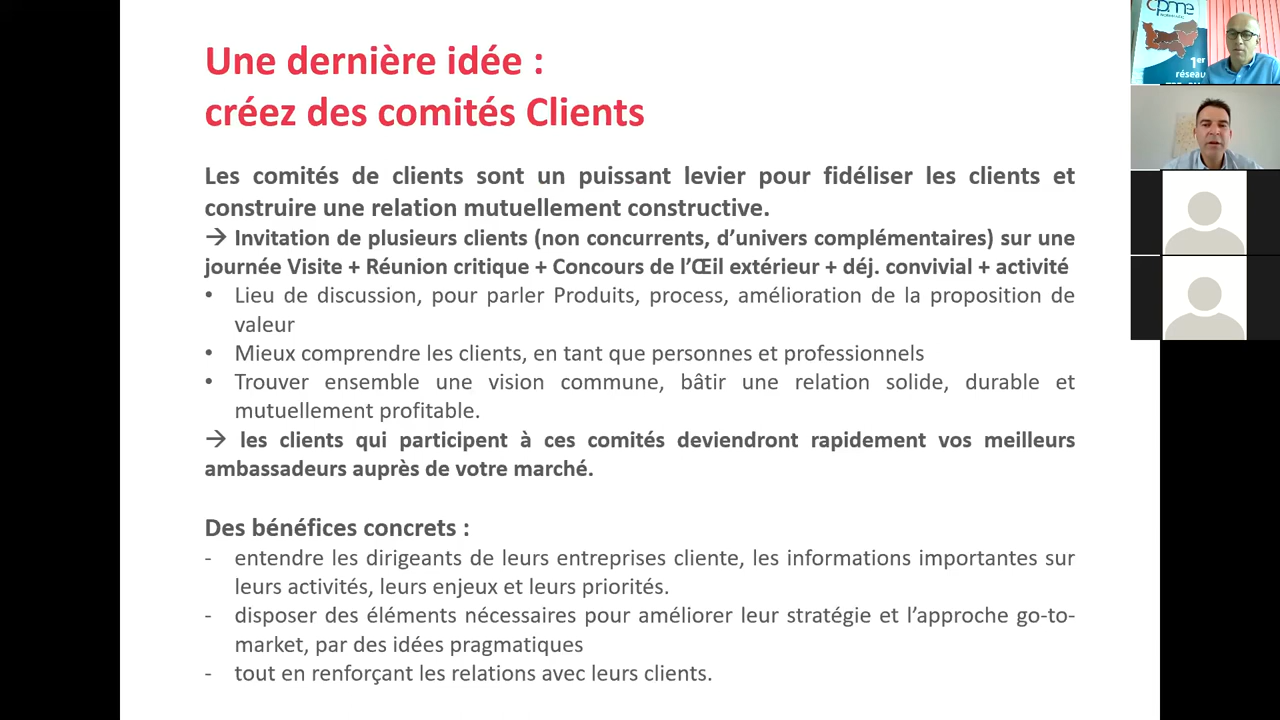 Une dernière idée :
créez des comités Clients
Les comités de clients sont un puissant levier pour fidéliser les clients et
construire une relation mutuellement constructive.
→ Invitation de plusieurs clients (non concurrents, d’univers complémentaires) sur une
journée Visite + Réunion critique + Concours de l’Œil extérieur + déj. convivial + activité
• Lieu de discussion, pour parler Produits, process, amélioration de la proposition de
valeur
• Mieux comprendre les clients, en tant que personnes et professionnels
• Trouver ensemble une vision commune, bâtir une relation solide, durable et
mutuellement profitable.
→ les clients qui participent à ces comités deviendront rapidement vos meilleurs
ambassadeurs auprès de votre marché.
Des bénéfices concrets :
- entendre les dirigeants de leurs entreprises cliente, les informations importantes sur
leurs activités, leurs enjeux et leurs priorités.
- disposer des éléments nécessaires pour améliorer leur stratégie et l’approche go-to-
market, par des idées pragmatiques
- tout en renforçant les relations avec leurs clients.
cpme
1er
réseau